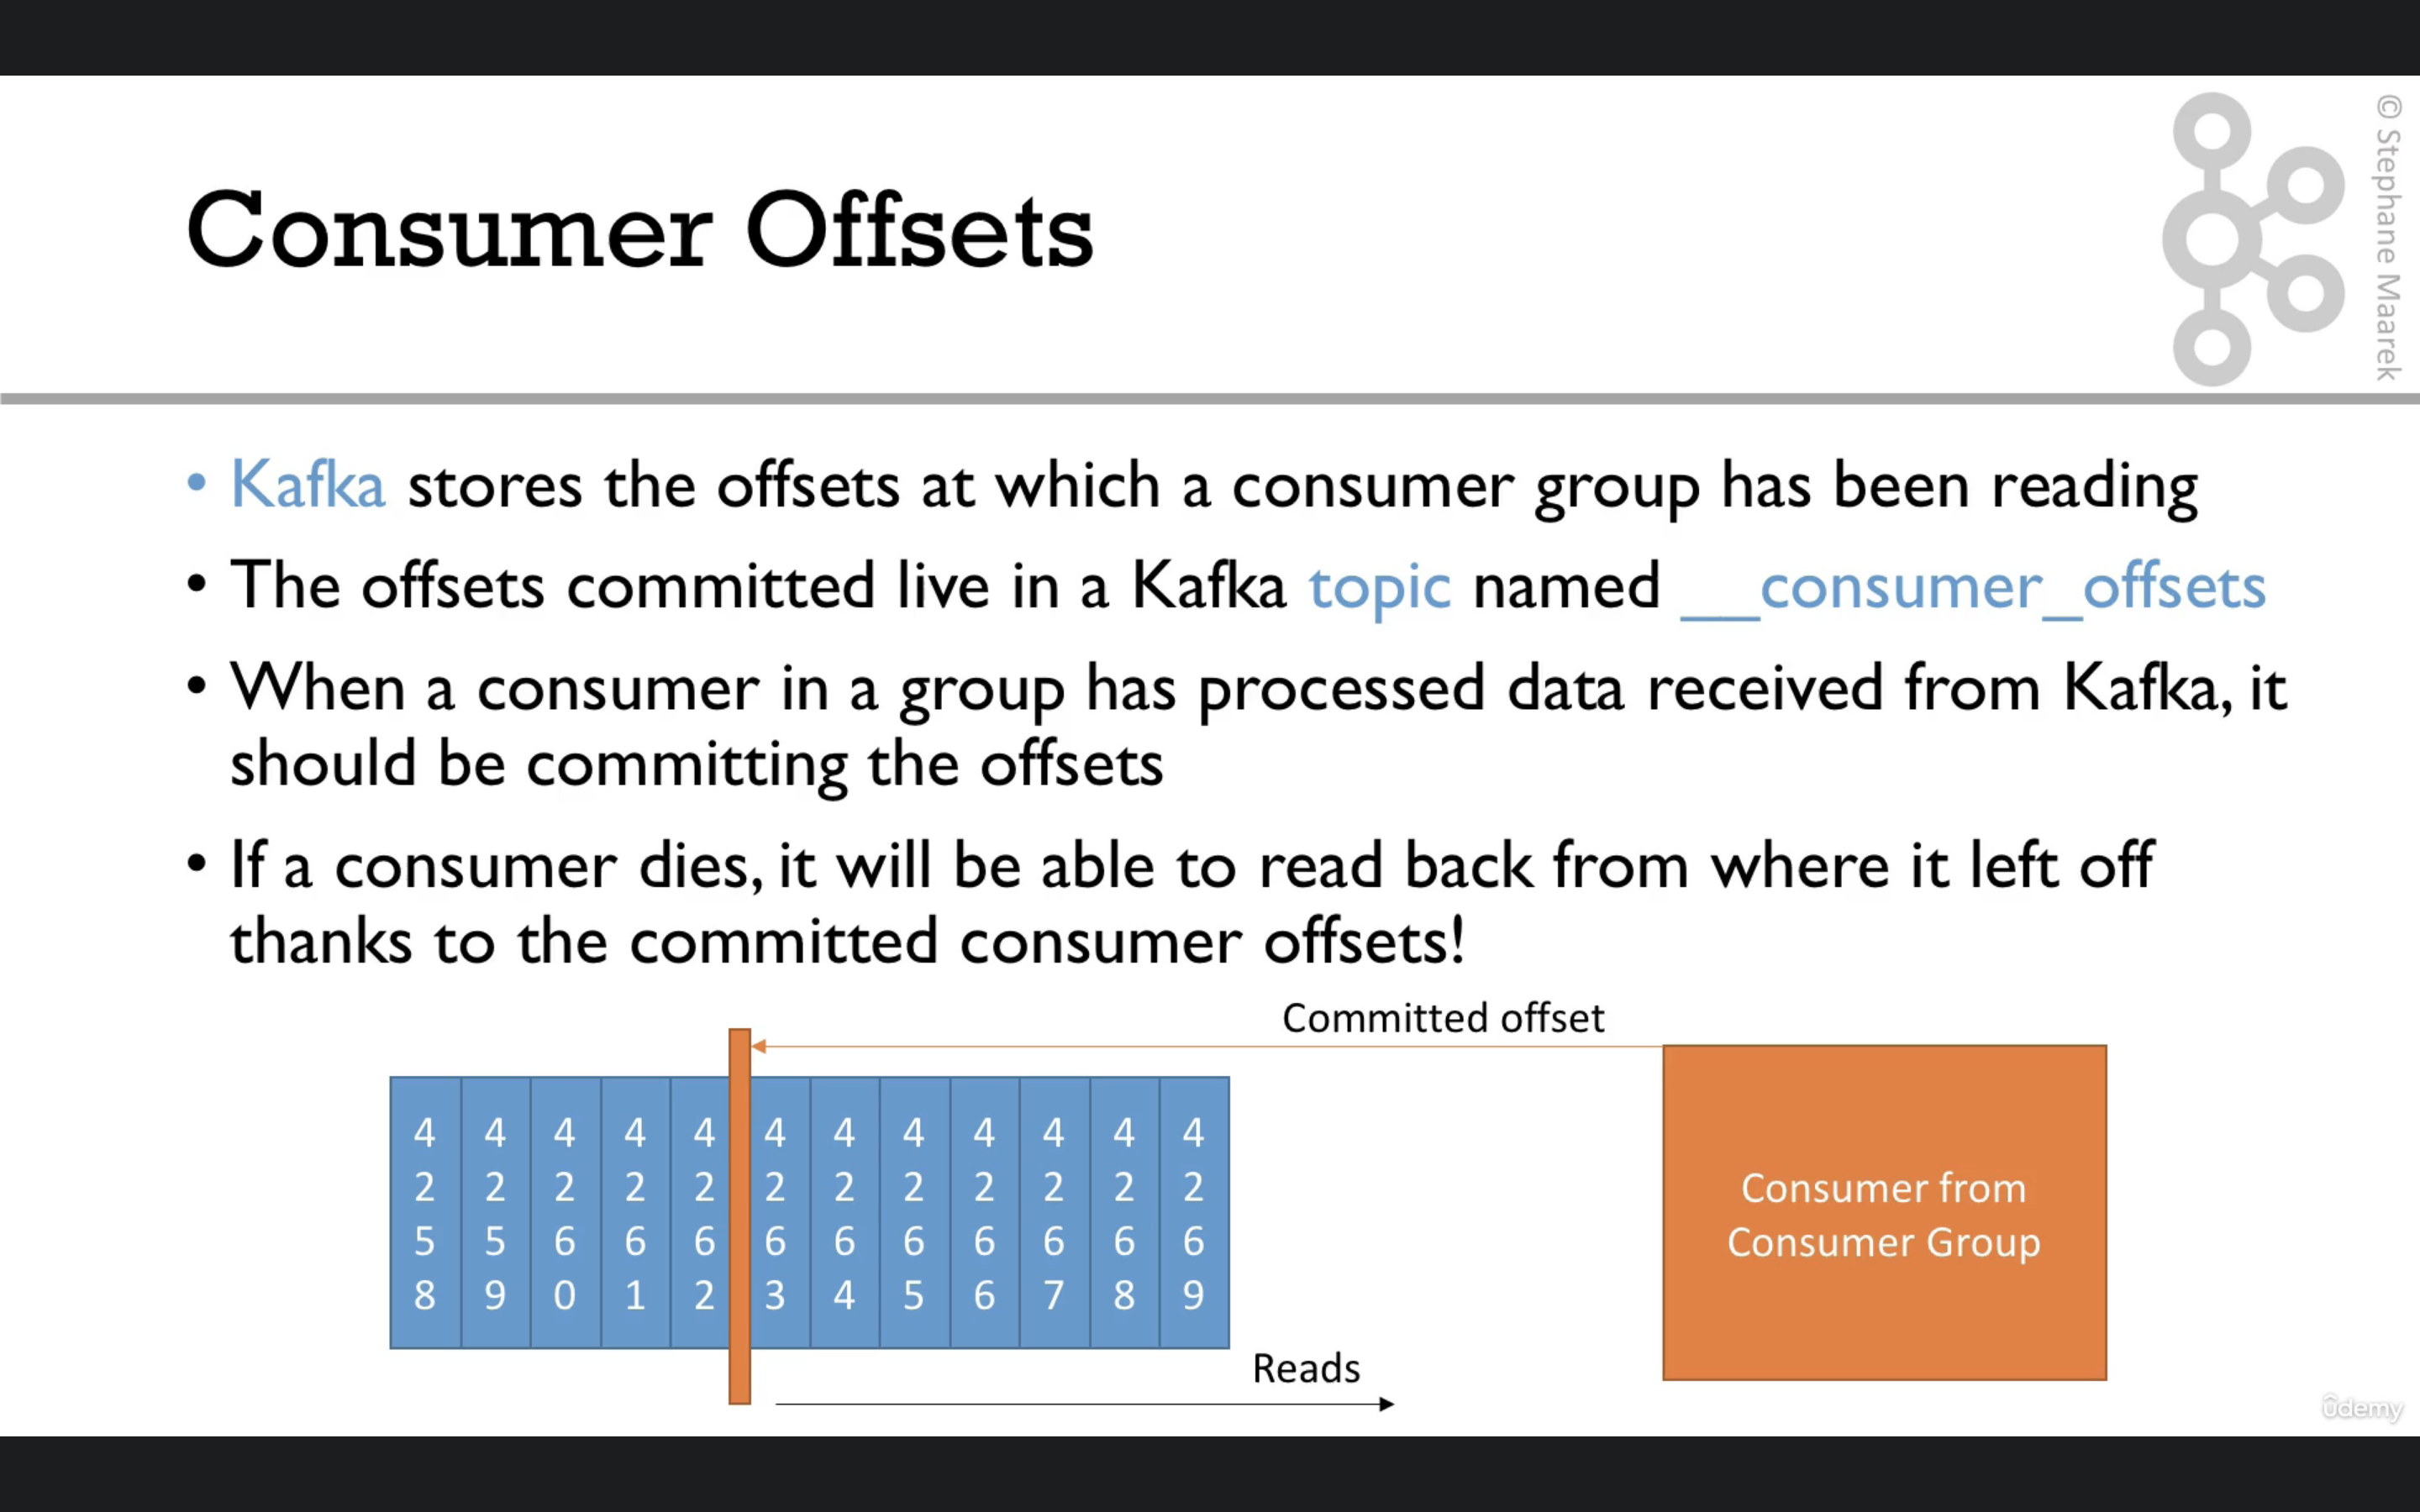 Consumer Offsets
© Stephane Maarek
• Kafka stores the offsets at which a consumer group has been reading
• The offsets committed live in a Kafka topic named __consumer_offsets
• When a consumer in a group has processed data received from Kafka, it
should be committing the offsets
• If a consumer dies, it will be able to read back from where it left off
thanks to the committed consumer offsets!
Committed offset
4258 4259 4260 4261 4262 4263 4264 4265 4266 4267 4268 4269
Consumer from
Consumer Group
Reads
ûdemy